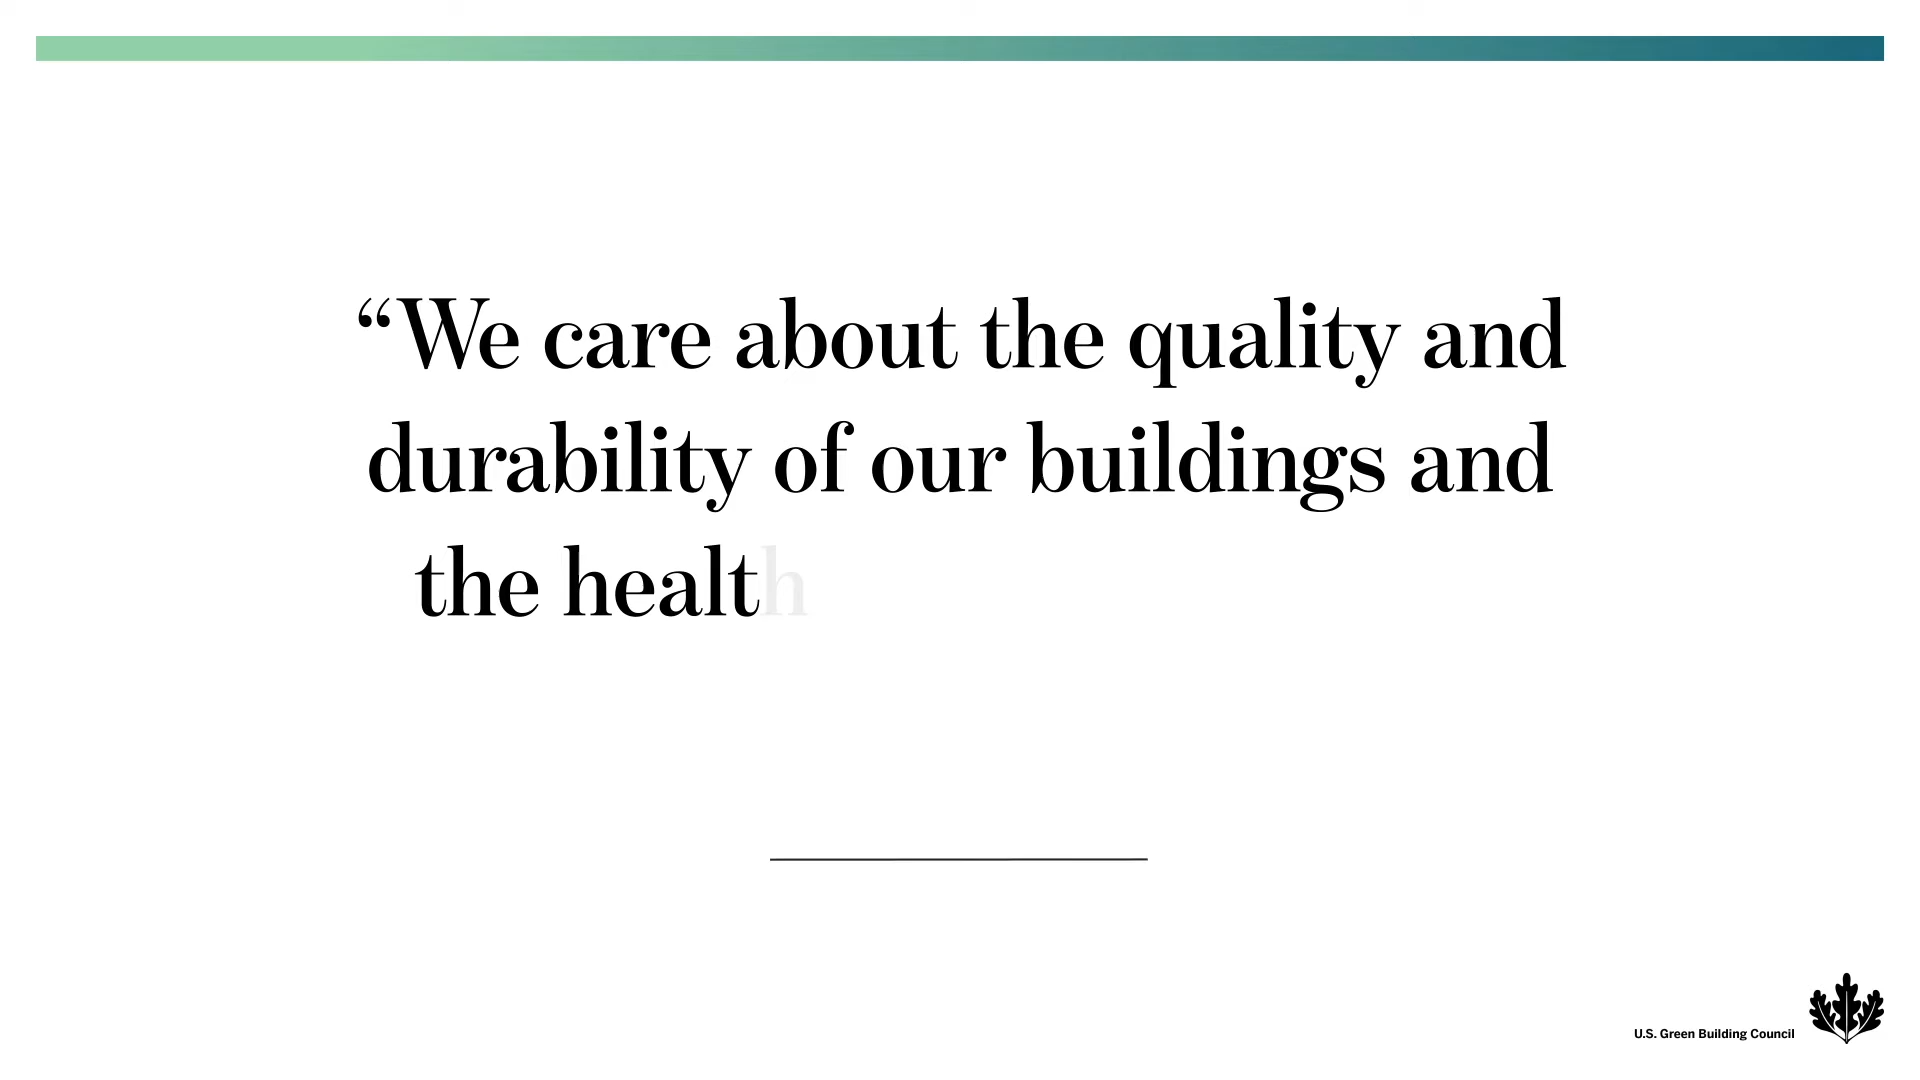 “We care about the quality and
durability of our buildings and
the health
U.S. Green Building Council